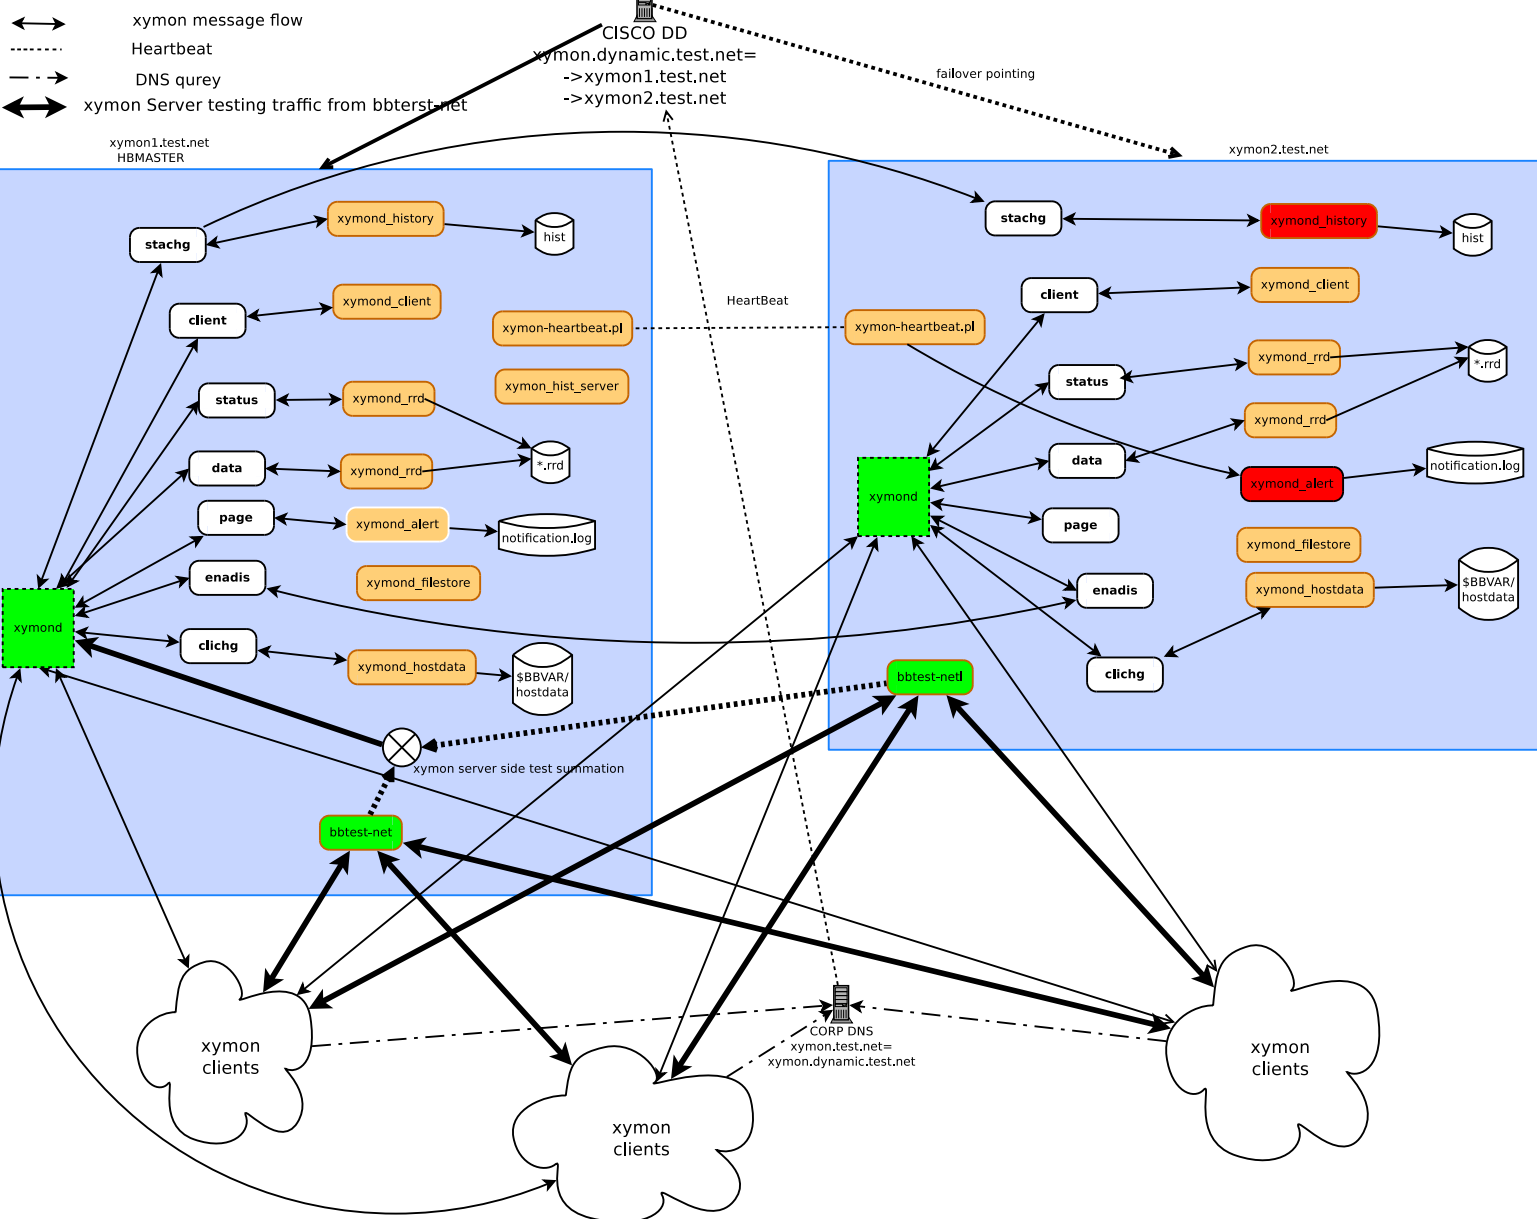 xymon message flow
Heartbeat
DNS qurey
xymon Server testing traffic from bbterst-net
CISCO DD
xymon.dynamic.test.net=
->xymon1.test.net
->xymon2.test.net
failover pointing
xymon1.test.net
HBMASTER
xymon2.test.net
stachg
xymond_history
hist
client
xymond_client
xymon-heartbeat.pl
xymon_hist_server
status
xymond_rrd
*.rrd
data
xymond_rrd
page
xymond_alert
notification.log
enadis
xymond_filestore
xymond
clichg
xymond_hostdata
$BBVAR/
hostdata
xymon server side test summation
bbtest-net
HeartBeat
stachg
xymond_history
hist
client
xymond_client
xymon-heartbeat.pl
status
xymond_rrd
*.rrd
xymond_rrd
data
notification.log
xymond_alert
xymond
page
xymond_filestore
enadis
xymond_hostdata
$BBVAR/
hostdata
clichg
bbtest-netl
xymon
clients
CORP DNS
xymon.test.net=
xymon.dynamic.test.net
xymon
clients
xymon
clients